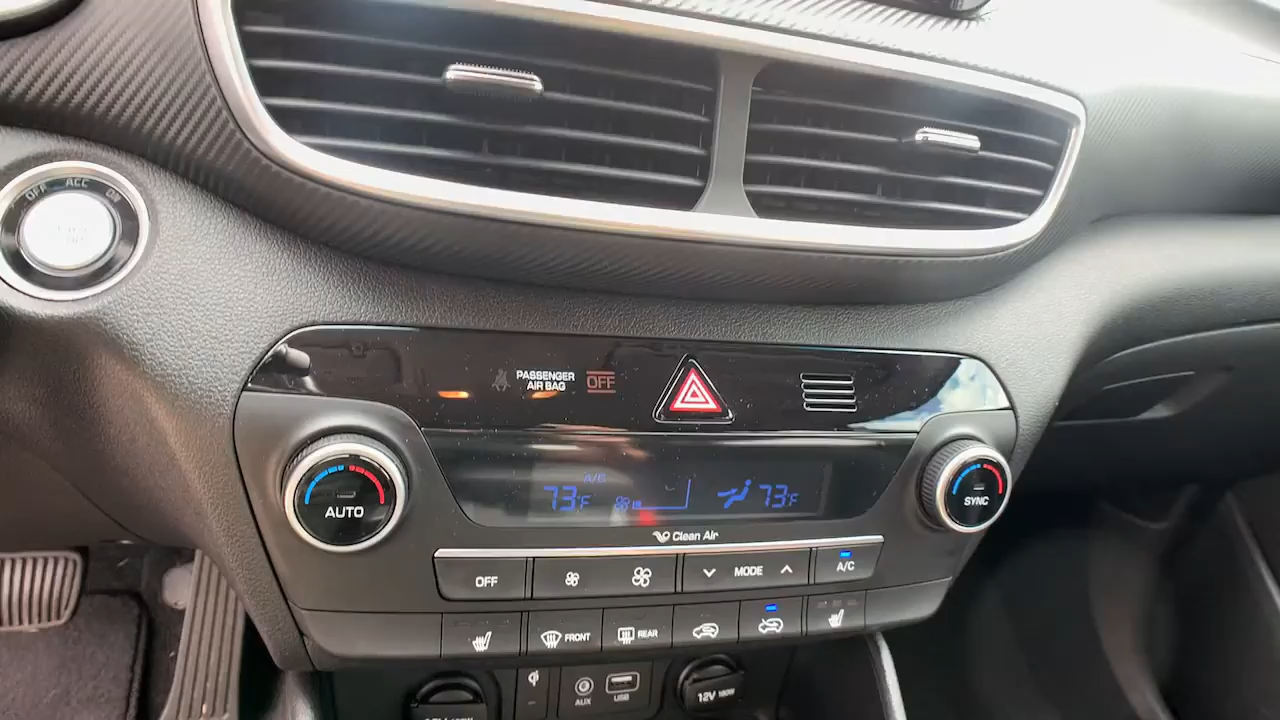 OFF ACC ON
PASSENGER
AIR BAG
OFF
A/C
73°F
73°F
AUTO
SYNC
Clean Air
OFF
MODE
A/C
FRONT
REAR
AUX
USB
12V 180W